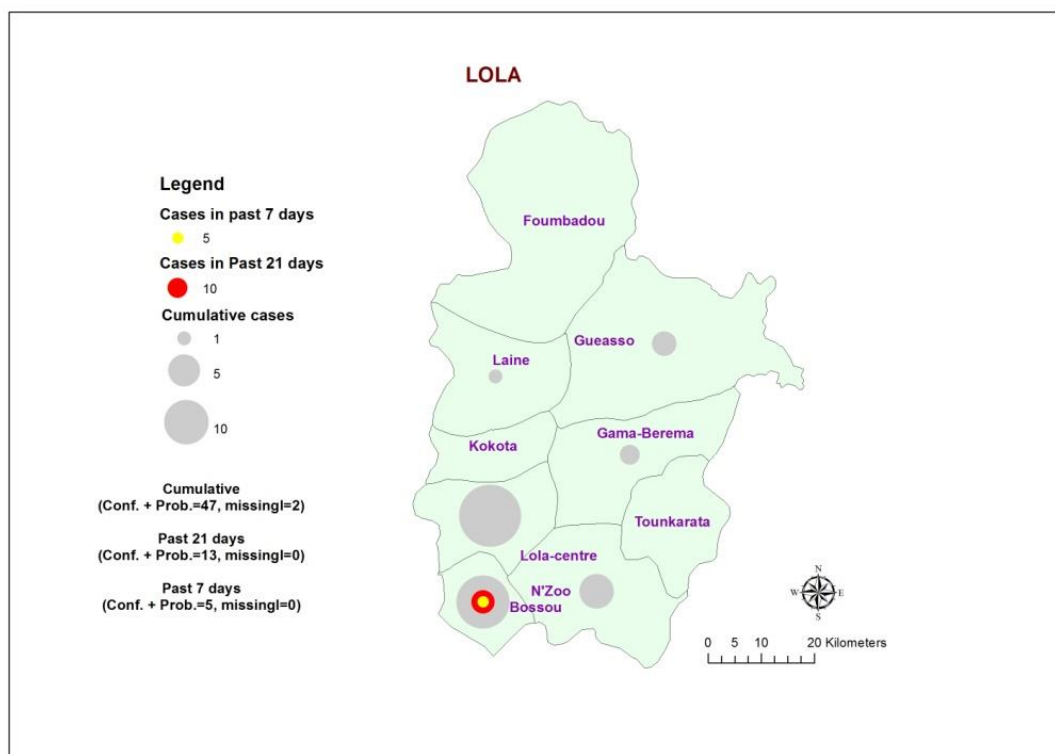 LOLA
Legend
Cases in past 7 days
5
Cases in Past 21 days
10
Cumulative cases
1
5
10
Cumulative
(Conf. + Prob.=47, missingl=2)
Past 21 days
(Conf. + Prob.=13, missingl=0)
Past 7 days
(Conf. + Prob.=5, missingl=0)
Foumbadou
Gueasso
Laine
Gama-Berema
Kokota
Tounkarata
Lola-centre
N'Zoo
Bossou
N
W E
S
0 5 10 20 Kilometers